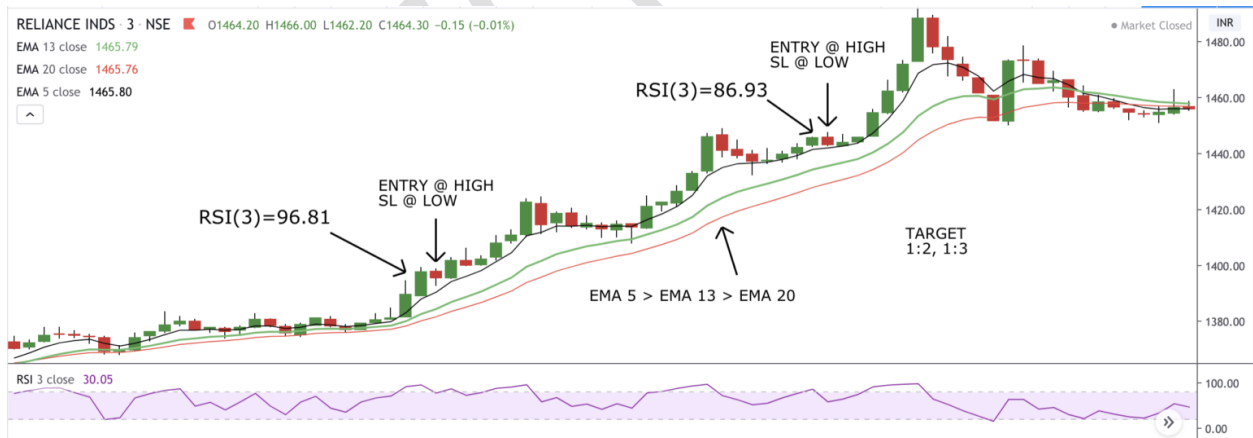 RELIANCE INDS · 3 · NSE O1464.20 H1466.00 L1462.20 C1464.30 −0.15 (−0.01%)
Market Closed
INR
EMA 13 close 1465.79
EMA 20 close 1465.76
EMA 5 close 1465.80
1480.00
1460.00
1440.00
1420.00
1400.00
1380.00
ENTRY @ HIGH
SL @ LOW
RSI(3)=86.93
ENTRY @ HIGH
SL @ LOW
RSI(3)=96.81
TARGET
1:2, 1:3
EMA 5 > EMA 13 > EMA 20
RSI 3 close 30.05
100.00
0.00